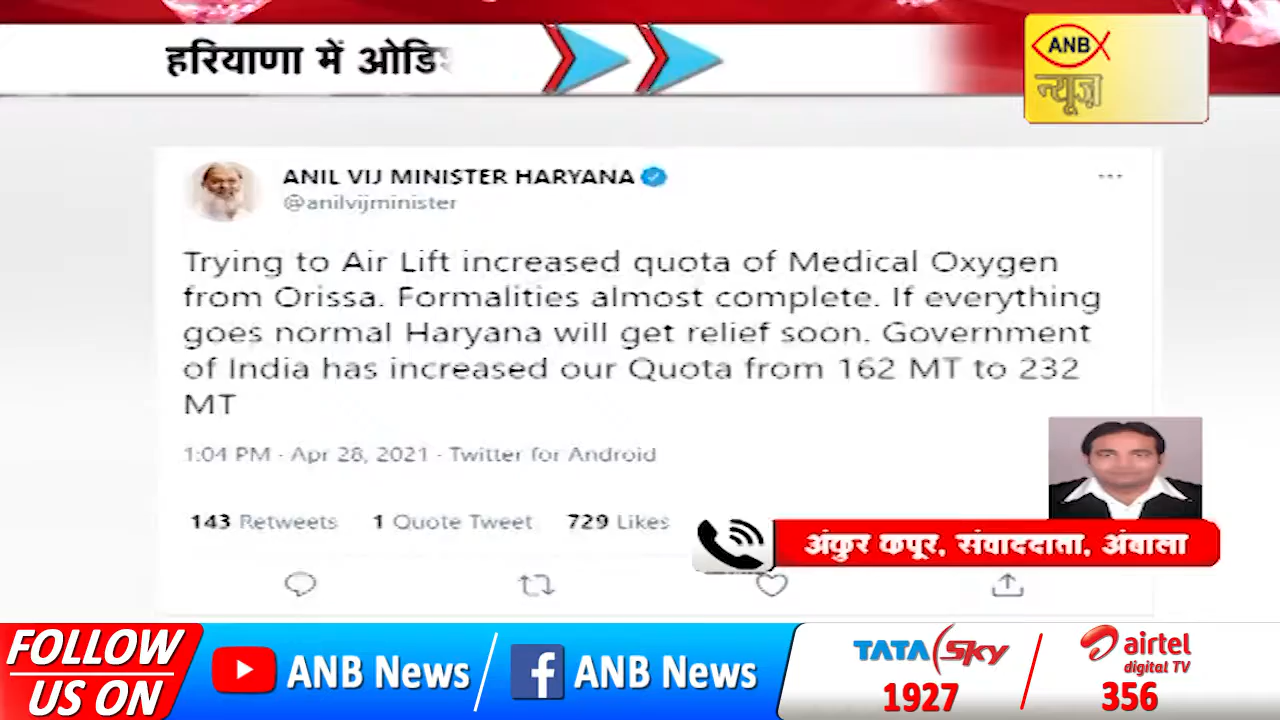 हरियाणा में
ANB
न्यूज़
ANIL VIJ MINISTER HARYANA
@anilvijminister
Trying to Air Lift increased quota of Medical Oxygen
from Orissa. Formalities almost complete. If everything
goes normal Haryana will get relief soon. Government
of India has increased our Quota from 162 MT to 232
MT
1:04 PM · Apr 28, 2021 · Twitter for Android
143 Retweets 1 Quote Tweet 729 Likes
अंकुर कपूर, संवाददाता, अंबाला
FOLLOW
US ON
ANB News
ANB News
TATA Sky
1927
airtel
digital TV
356